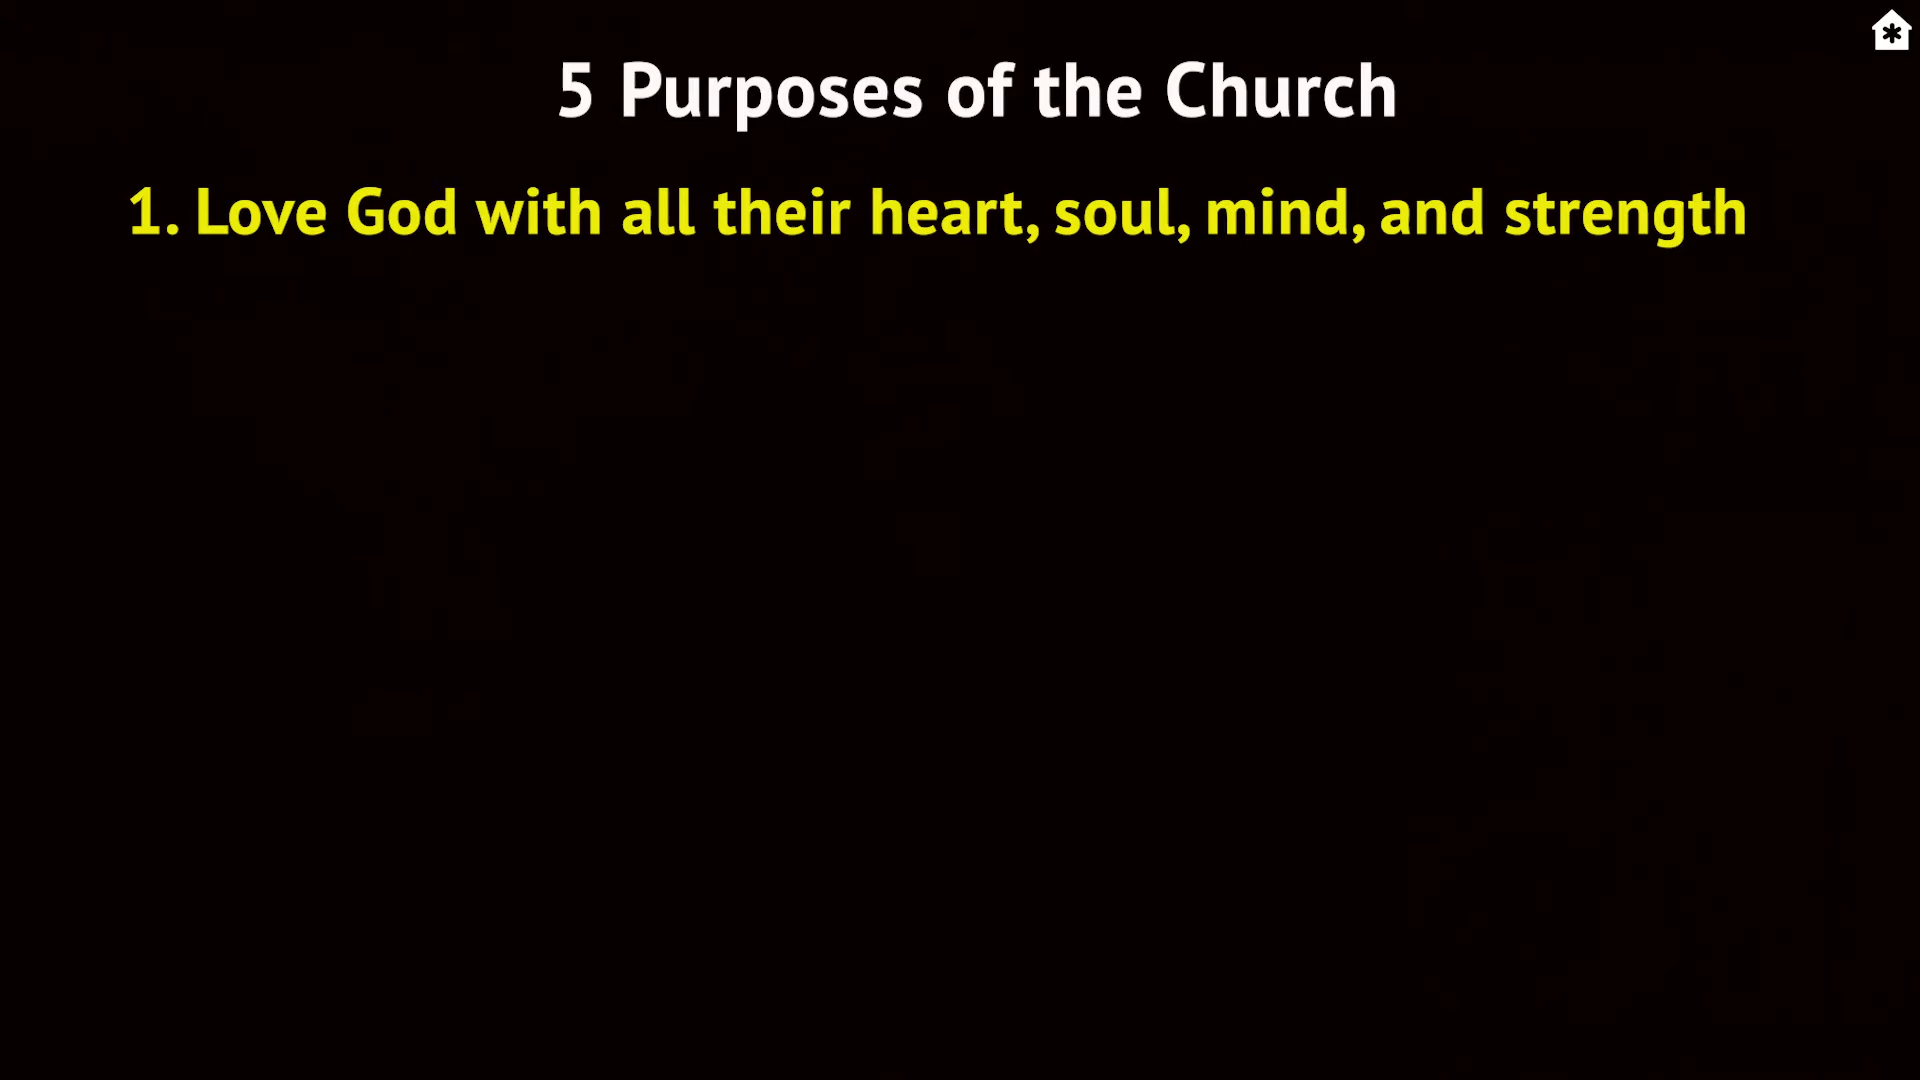 5 Purposes of the Church
1. Love God with all their heart, soul, mind, and strength